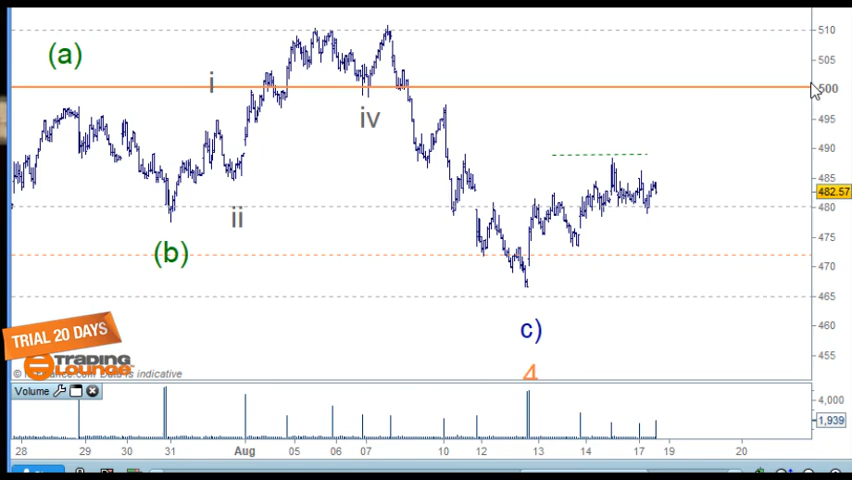 510
(a)
505
i
500
iv
495
490
485
482.57
480
ii
475
(b)
470
465
460
c)
TRIAL 20 DAYS
TRADING
LOUNGE
455
4
Data is indicative
Volume
4,000
1,939
28 29 30 31 Aug 05 06 07 10 12 13 14 17 19 20